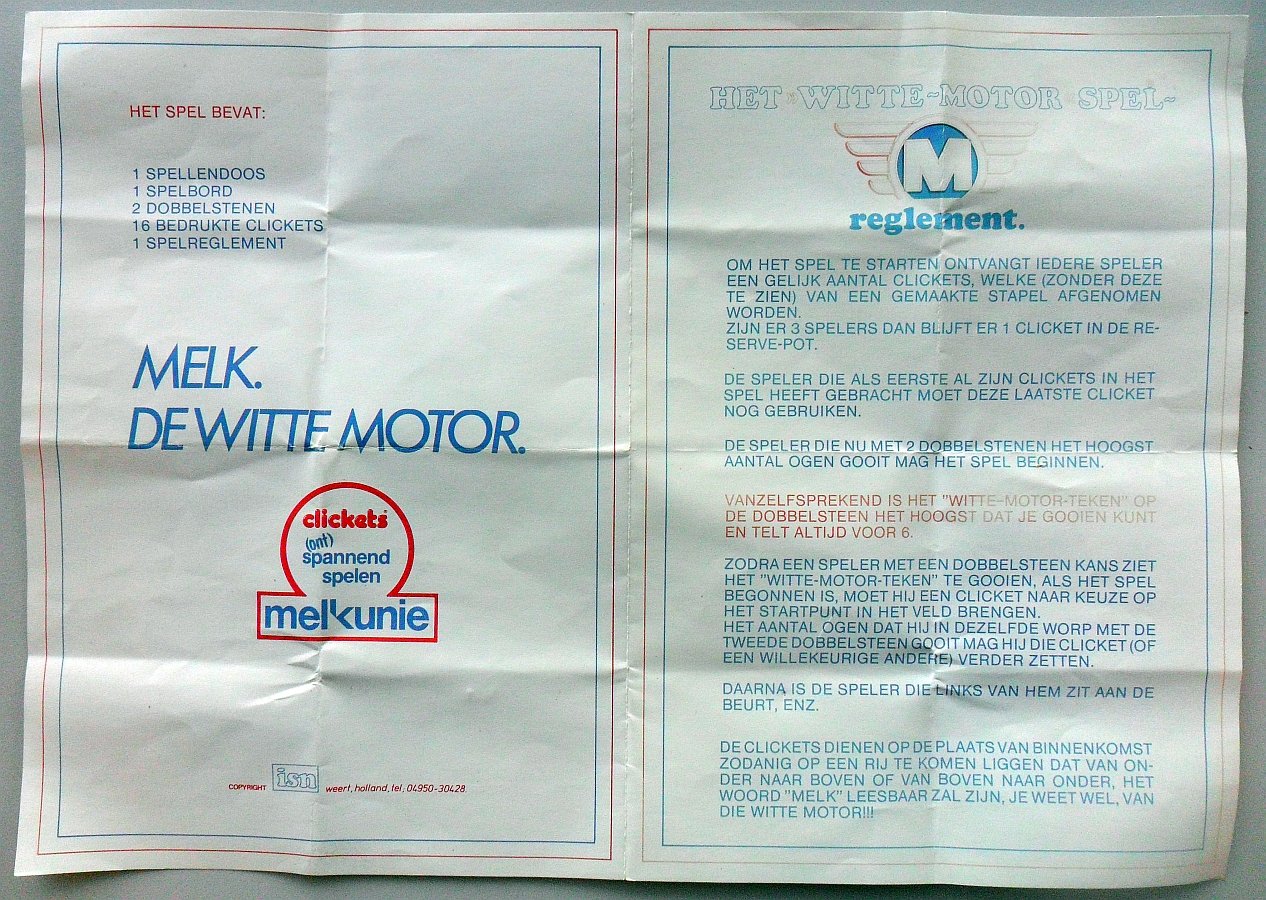 HET SPEL BEVAT:
1 SPELLENDOOS
1 SPELBORD
2 DOBBELSTENEN
16 BEDRUKTE CLICKETS
1 SPELREGLEMENT
MELK.
DE WITTE MOTOR.
clickets
(ont)
spannend
spelen
melkunie
COPYRIGHT isn weert, holland, tel, 04950-30428
HET "WITTE~MOTOR SPEL~
M
reglement.
OM HET SPEL TE STARTEN ONTVANGT IEDERE SPELER
EEN GELIJK AANTAL CLICKETS, WELKE (ZONDER DEZE
TE ZIEN) VAN EEN GEMAAKTE STAPEL AFGENOMEN
WORDEN.
ZIJN ER 3 SPELERS DAN BLIJFT ER 1 CLICKET IN DE RE-
SERVE-POT.
DE SPELER DIE ALS EERSTE AL ZIJN CLICKETS IN HET
SPEL HEEFT GEBRACHT MOET DEZE LAATSTE CLICKET
NOG GEBRUIKEN.
DE SPELER DIE NU MET 2 DOBBELSTENEN HET HOOGST
AANTAL OGEN GOOIT MAG HET SPEL BEGINNEN.
VANZELFSPREKEND IS HET "WITTE-MOTOR-TEKEN" OP
DE DOBBELSTEEN HET HOOGST DAT JE GOOIEN KUNT
EN TELT ALTIJD VOOR 6.
ZODRA EEN SPELER MET EEN DOBBELSTEEN KANS ZIET
HET "WITTE-MOTOR-TEKEN" TE GOOIEN, ALS HET SPEL
BEGONNEN IS, MOET HIJ EEN CLICKET NAAR KEUZE OP
HET STARTPUNT IN HET VELD BRENGEN.
HET AANTAL OGEN DAT HIJ IN DEZELFDE WORP MET DE
TWEEDE DOBBELSTEEN GOOIT MAG HIJ DIE CLICKET (OF
EEN WILLEKEURIGE ANDERE) VERDER ZETTEN.
DAARNA IS DE SPELER DIE LINKS VAN HEM ZIT AAN DE
BEURT, ENZ.
DE CLICKETS DIENEN OP DE PLAATS VAN BINNENKOMST
ZODANIG OP EEN RIJ TE KOMEN LIGGEN DAT VAN ON-
DER NAAR BOVEN OF VAN BOVEN NAAR ONDER, HET
WOORD "MELK" LEESBAAR ZAL ZIJN, JE WEET WEL, VAN
DIE WITTE MOTOR!!!